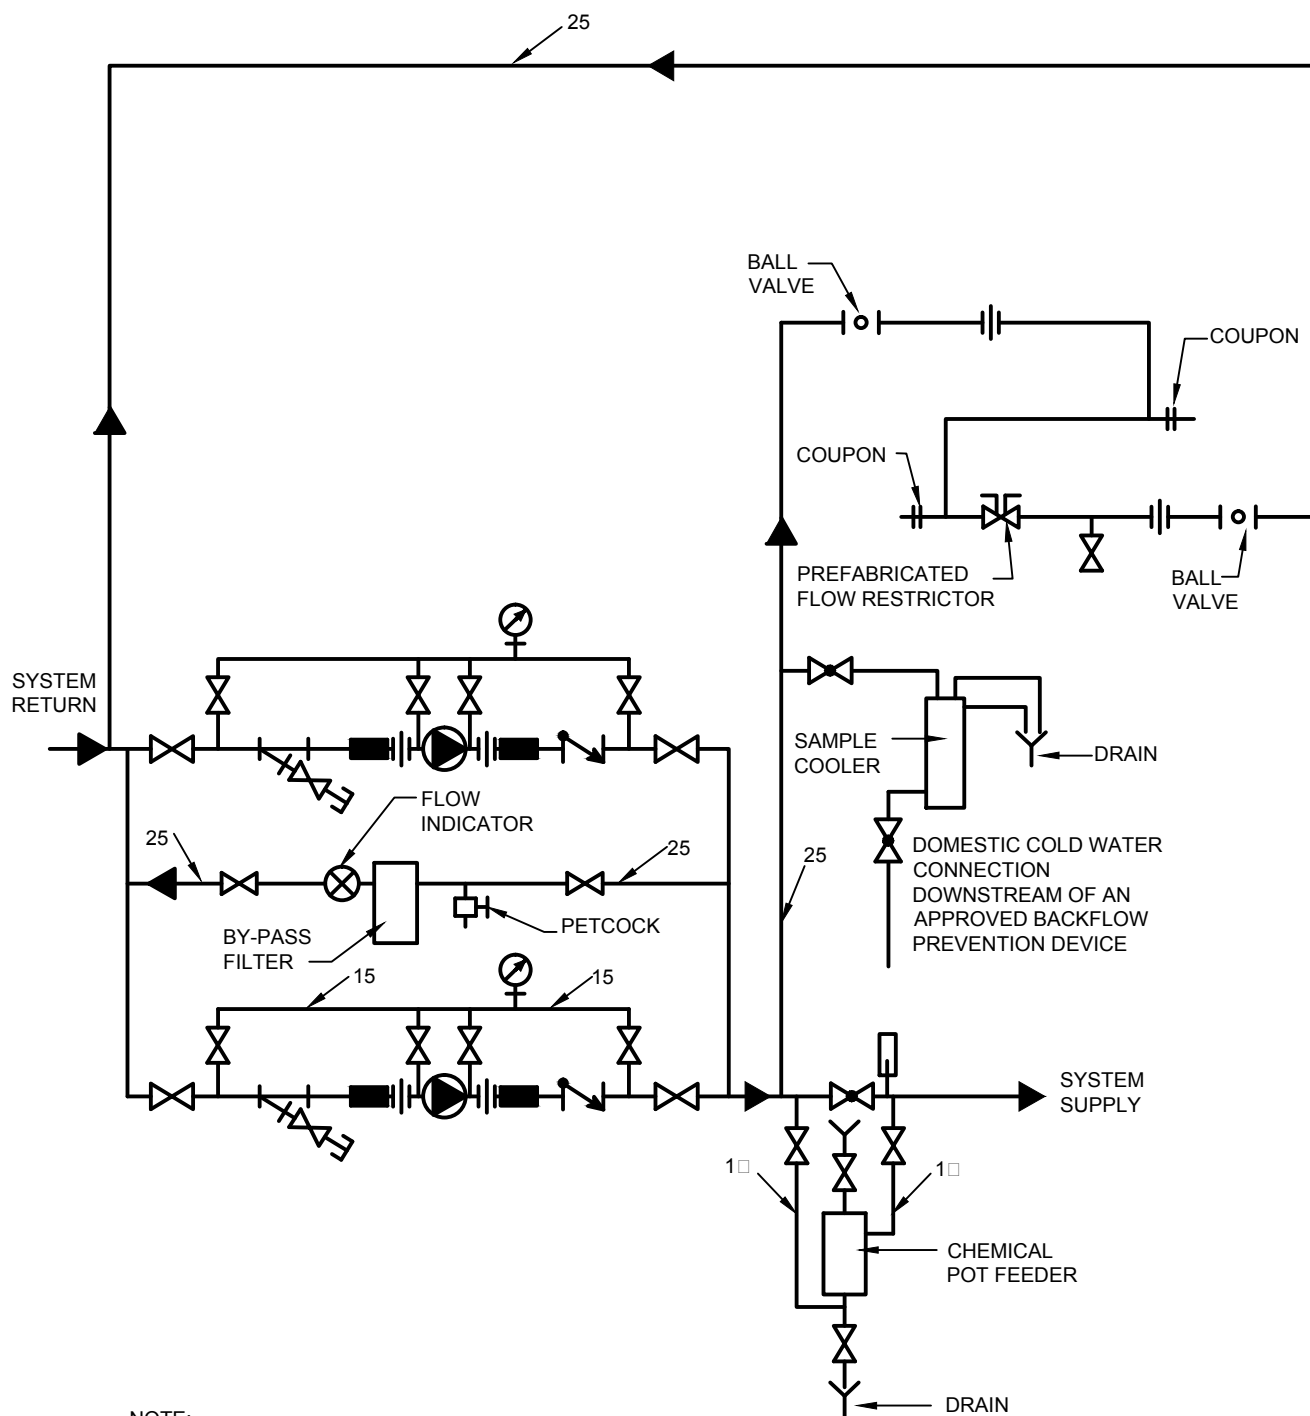 25
BALL
VALVE
COUPON
COUPON
PREFABRICATED
FLOW RESTRICTOR
BALL
VALVE
SYSTEM
RETURN
SAMPLE
COOLER
DRAIN
FLOW
INDICATOR
25
25
25
DOMESTIC COLD WATER
CONNECTION
DOWNSTREAM OF AN
APPROVED BACKFLOW
PREVENTION DEVICE
PETCOCK
BY-PASS
FILTER
15
15
SYSTEM
SUPPLY
1□
1□
CHEMICAL
POT FEEDER
DRAIN
NOTE: